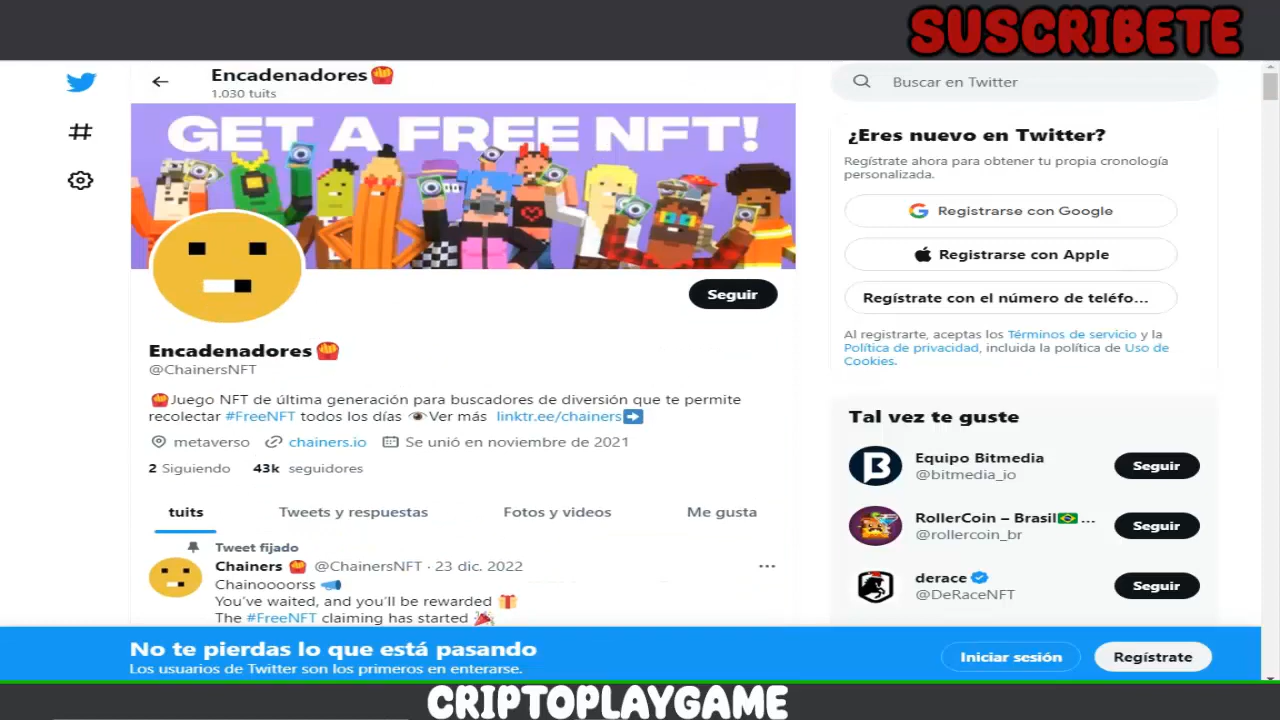 SUSCRIBETE
Encadenadores
1.030 tuits
Buscar en Twitter
GET A FREE NFT!
¿Eres nuevo en Twitter?
Regístrate ahora para obtener tu propia cronología
personalizada.
Registrarse con Google
Registrarse con Apple
Regístrate con el número de teléfo...
Al registrarte, aceptas los Términos de servicio y la
Política de privacidad, incluida la política de Uso de
Cookies.
Seguir
Encadenadores
@ChainersNFT
Juego NFT de última generación para buscadores de diversión que te permite
recolectar #FreeNFT todos los días Ver más linktr.ee/chainers
metaverso chainers.io Se unió en noviembre de 2021
2 Siguiendo 43k seguidores
tuits Tweets y respuestas Fotos y videos Me gusta
Tweet fijado
Chainers @ChainersNFT · 23 dic. 2022
Chainoooorss
You've waited, and you'll be rewarded
The #FreeNFT claiming has started
Tal vez te guste
Equipo Bitmedia
@bitmedia_io
Seguir
RollerCoin – Brasil ...
@rollercoin_br
Seguir
derace
@DeRaceNFT
Seguir
No te pierdas lo que está pasando
Los usuarios de Twitter son los primeros en enterarse.
Iniciar sesión
Regístrate
CRIPTOPLAYGAME